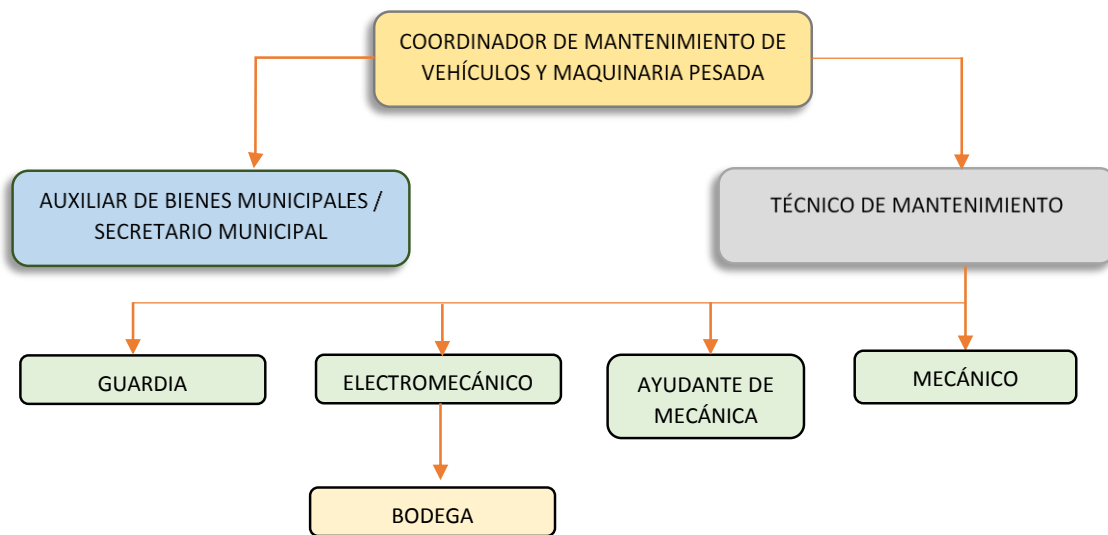 COORDINADOR DE MANTENIMIENTO DE
VEHÍCULOS Y MAQUINARIA PESADA
AUXILIAR DE BIENES MUNICIPALES /
SECRETARIO MUNICIPAL
TÉCNICO DE MANTENIMIENTO
GUARDIA
ELECTROMECÁNICO
AYUDANTE DE
MECÁNICA
MECÁNICO
BODEGA